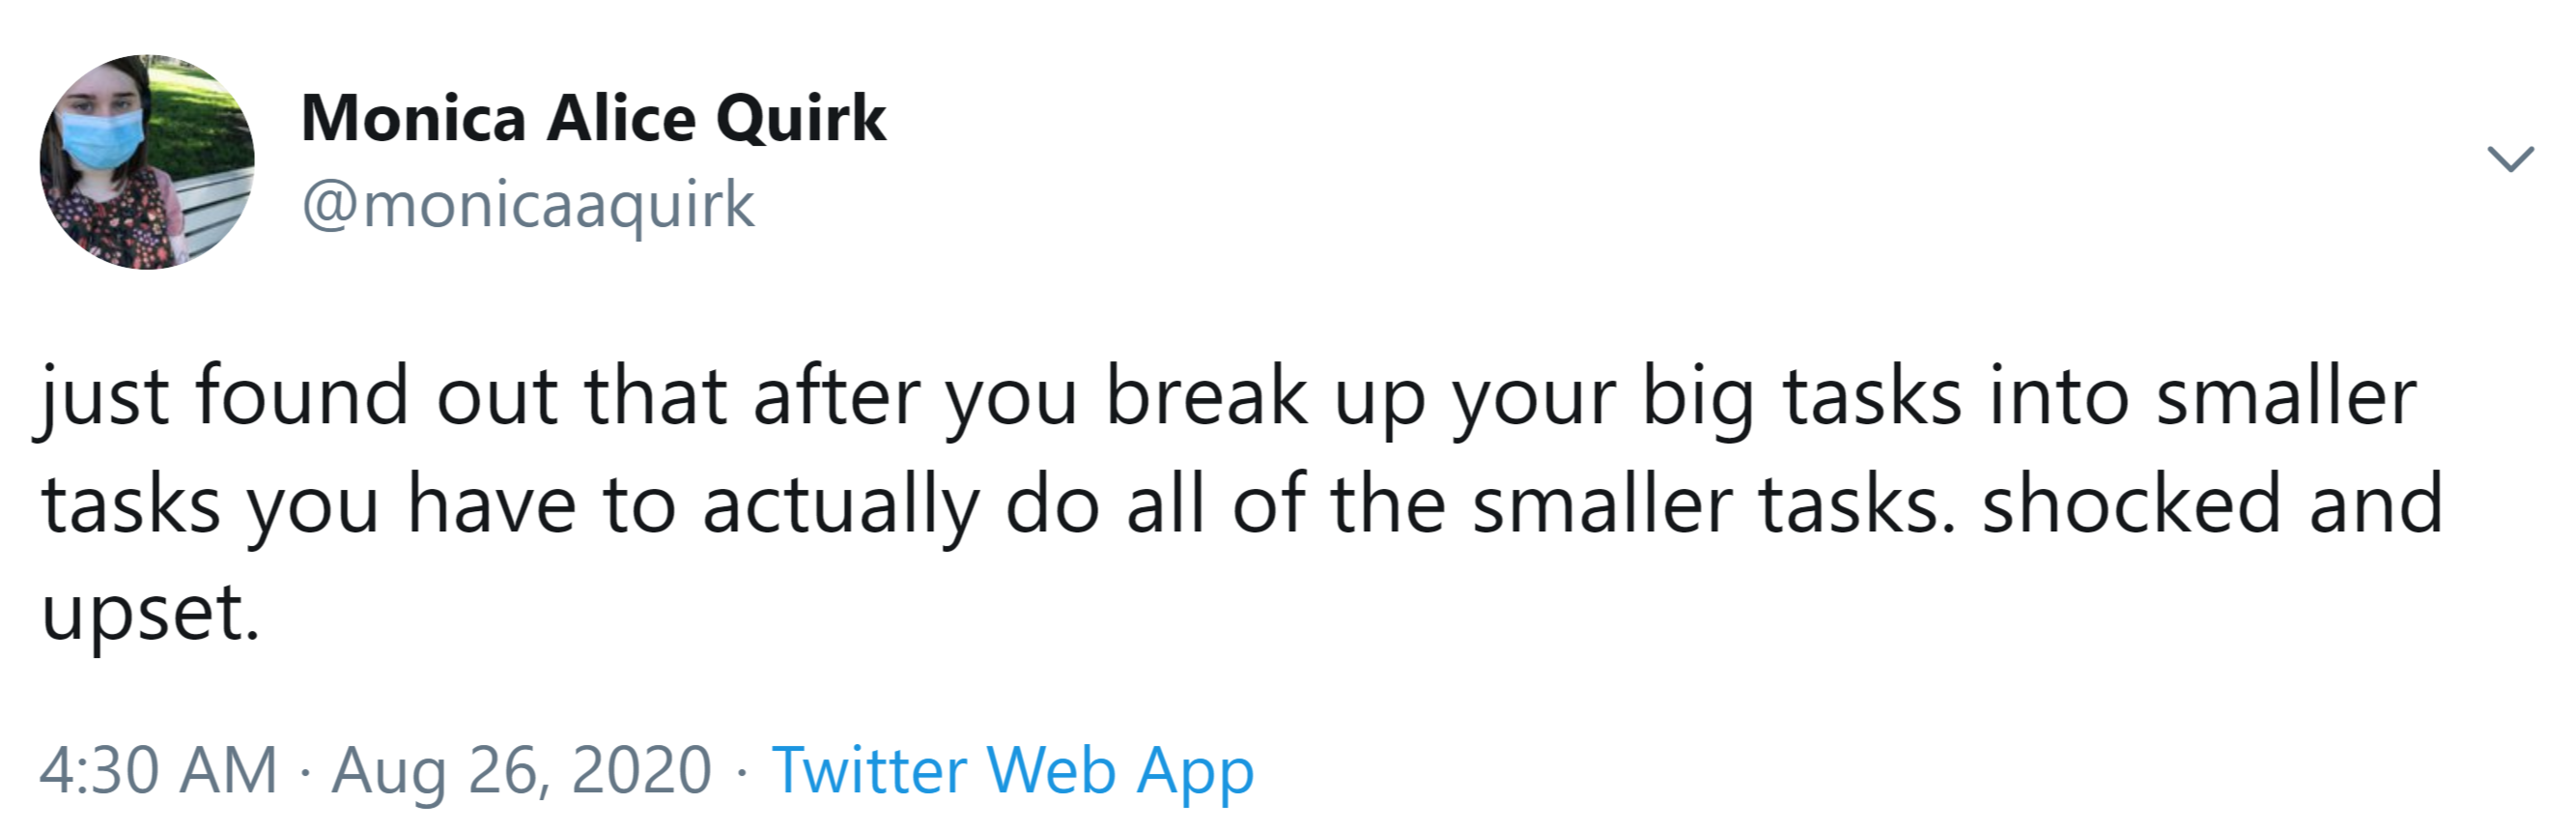 Monica Alice Quirk
@monicaaquirk
just found out that after you break up your big tasks into smaller
tasks you have to actually do all of the smaller tasks. shocked and
upset.
4:30 AM · Aug 26, 2020 · Twitter Web App